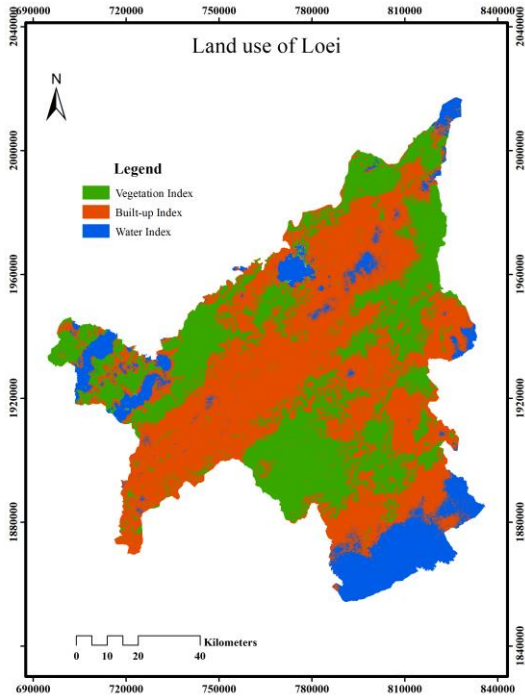 690000 720000 750000 780000 810000 8400000
Land use of Loei
N
Legend
Vegetation Index
Built-up Index
Water Index
2040000
2000000
1960000
1920000
1880000
1840000
2040000
2000000
1960000
1920000
1880000
1840000
Kilometers
0 10 20 40
690000 720000 750000 780000 810000 8400000